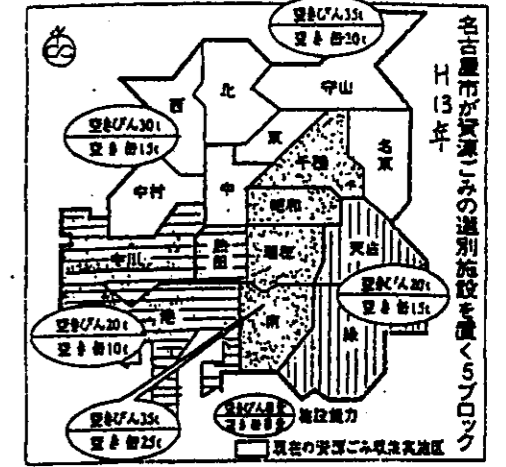 名古屋市が資源ごみの選別施設を置く5ブロック
H13年
空きびん35t
空き缶20t
守山
北
西
空きびん30t
空き缶15t
東
千種
名東
中村
中
昭和
中川
熱田
瑞穂
天白
空きびん20t
空き缶15t
港
南
緑
空きびん20t
空き缶10t
空きびん35t
空き缶25t
施設能力
現在の資源ごみ収集実施区